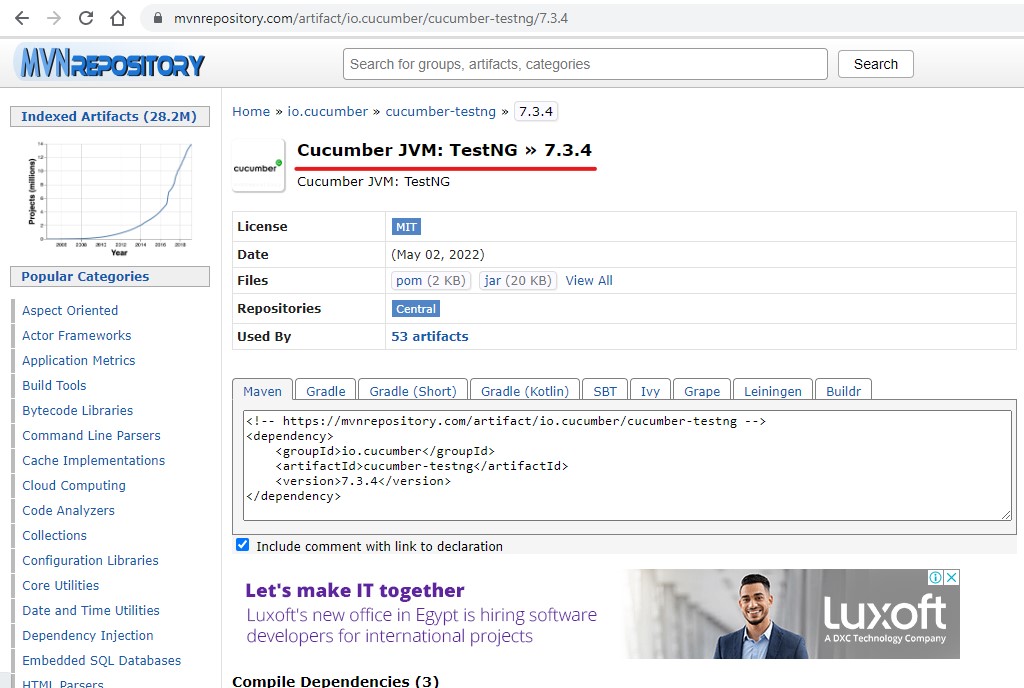 mvnrepository.com/artifact/io.cucumber/cucumber-testng/7.3.4
MVNREPOSITORY
Search for groups, artifacts, categories
Search
Indexed Artifacts (28.2M)
Projects (millions)
Year
Popular Categories
Aspect Oriented
Actor Frameworks
Application Metrics
Build Tools
Bytecode Libraries
Command Line Parsers
Cache Implementations
Cloud Computing
Code Analyzers
Collections
Configuration Libraries
Core Utilities
Date and Time Utilities
Dependency Injection
Embedded SQL Databases
HTML Parsers
Home » io.cucumber » cucumber-testng » 7.3.4
cucumber
Cucumber JVM: TestNG » 7.3.4
Cucumber JVM: TestNG
License MIT
Date (May 02, 2022)
Files pom (2 KB) jar (20 KB) View All
Repositories Central
Used By 53 artifacts
Maven Gradle Gradle (Short) Gradle (Kotlin) SBT Ivy Grape Leiningen Buildr
<!-- https://mvnrepository.com/artifact/io.cucumber/cucumber-testng -->
<dependency>
    <groupId>io.cucumber</groupId>
    <artifactId>cucumber-testng</artifactId>
    <version>7.3.4</version>
</dependency>
Include comment with link to declaration
Let's make IT together
Luxoft's new office in Egypt is hiring software
developers for international projects
luxoft
A DXC Technology Company
Compile Dependencies (3)